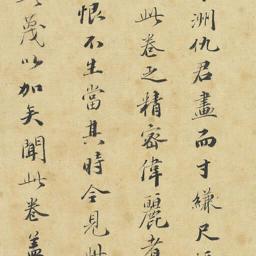 洲仇君畫而寸縑尺
此卷之精密偉麗者
恨不生當其時今見此
茂以加矣聞此卷蓋